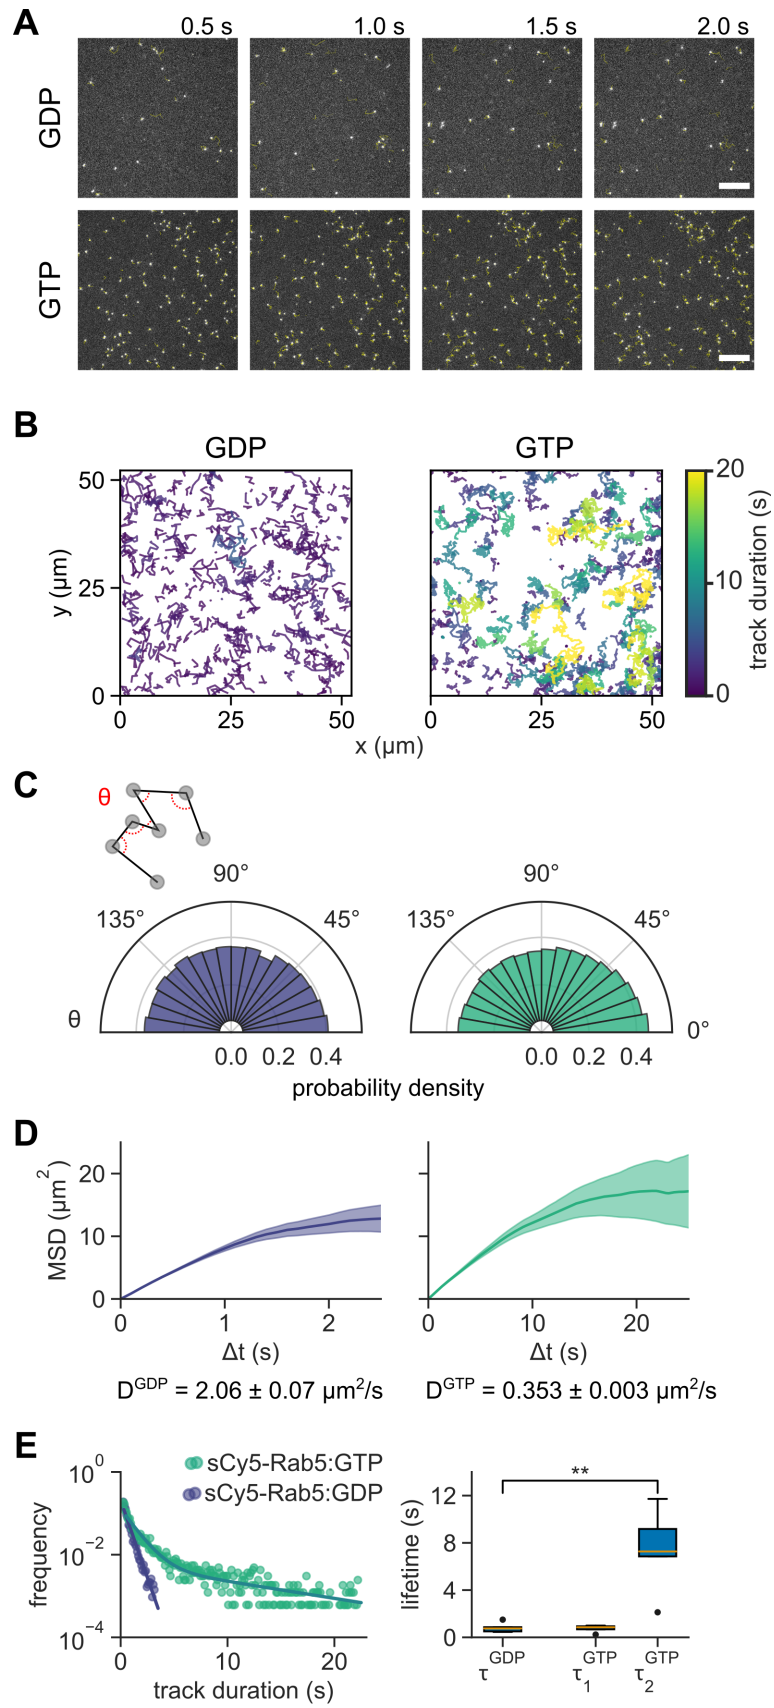 A
0.5 s 1.0 s 1.5 s 2.0 s
GDP
GTP
B
GDP GTP
50
25
0
y (µm)
0 25 50
0 25 50
x (µm)
20
10
0
track duration (s)
C
θ
90° 90°
135° 45° 135° 45°
θ 0°
0.0 0.2 0.4 0.0 0.2 0.4
probability density
D
20
10
0
MSD (µm²)
0 1 2
0 10 20
Δt (s) Δt (s)
D^GDP = 2.06 ± 0.07 µm²/s D^GTP = 0.353 ± 0.003 µm²/s
E
10⁰
10⁻²
10⁻⁴
frequency
sCy5-Rab5:GTP
sCy5-Rab5:GDP
0 10 20
track duration (s)
**
12
8
4
0
lifetime (s)
τ^GDP τ₁^GTP τ₂^GTP